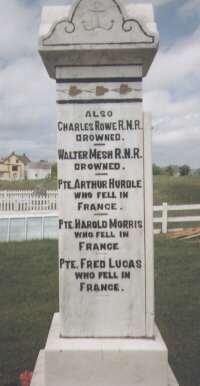 ALSO
CHARLES ROWE R.N.R.
DROWNED.
WALTER MESH R.N.R.
DROWNED.
PTE. ARTHUR HURDLE
WHO FELL IN
FRANCE.
PTE. HAROLD MORRIS
WHO FELL IN
FRANCE
PTE. FRED LUCAS
WHO FELL IN
FRANCE.